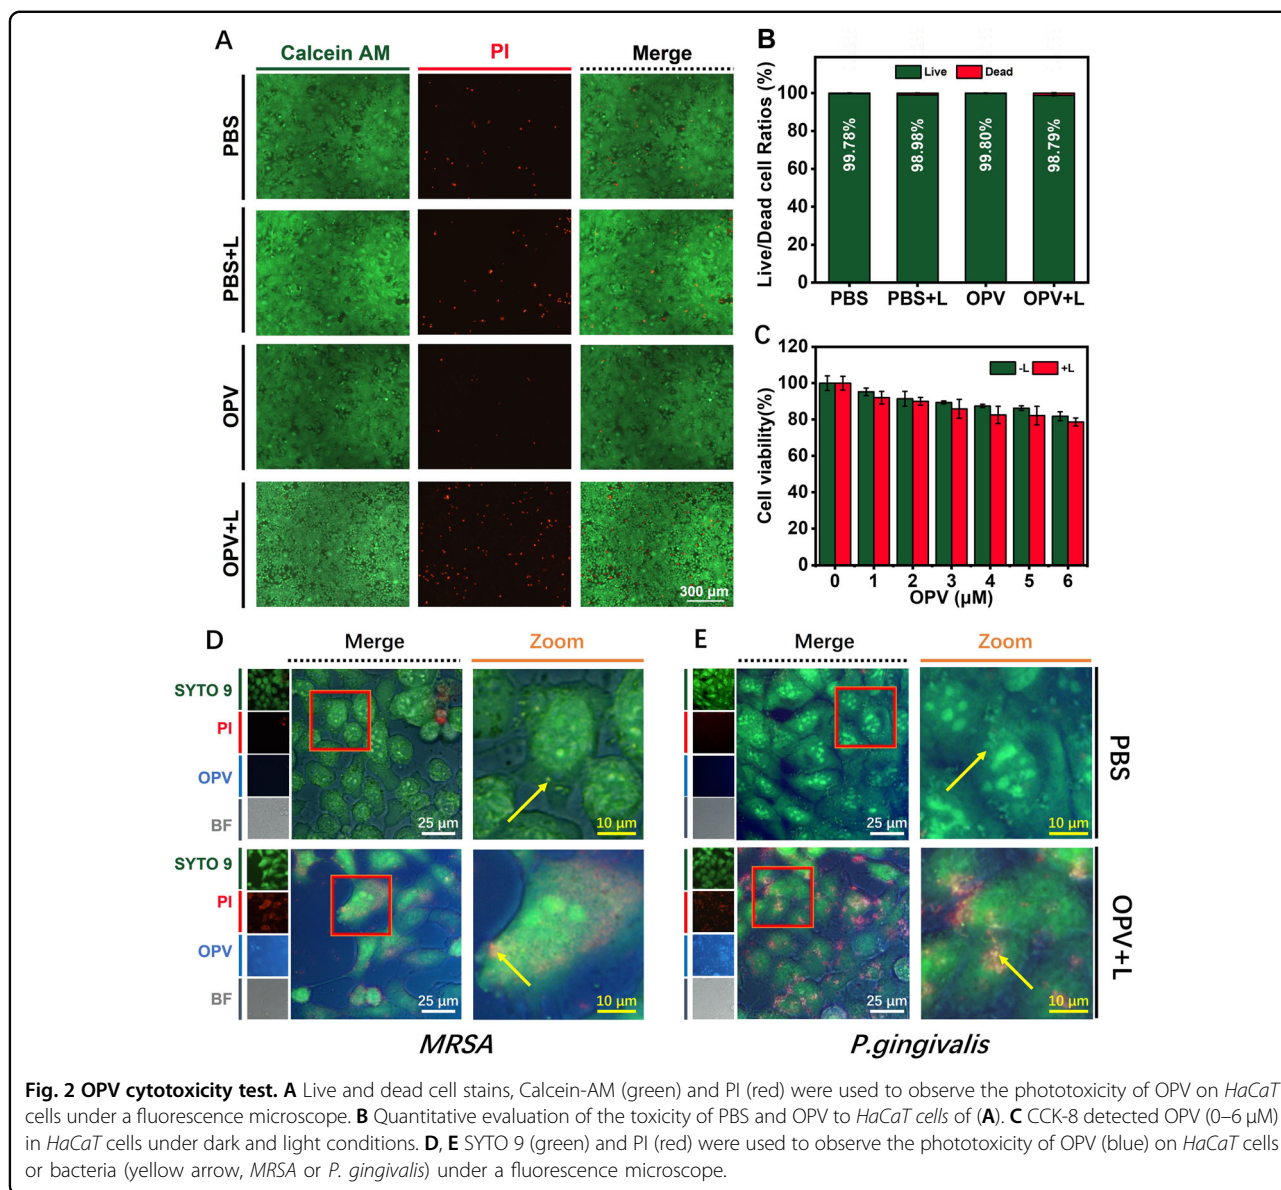 A
Calcein AM
PI
Merge
PBS
PBS+L
OPV
OPV+L
300 μm
B
Live/Dead cell Ratios (%)
Live
Dead
100
80
60
40
20
0
99.78%
98.98%
99.80%
98.79%
PBS
PBS+L
OPV
OPV+L
C
Cell viability(%)
-L
+L
120
100
80
60
40
20
0
0 1 2 3 4 5 6
OPV (μM)
D
Merge
Zoom
SYTO 9
PI
OPV
BF
25 μm
10 μm
SYTO 9
PI
OPV
BF
25 μm
10 μm
MRSA
E
Merge
Zoom
25 μm
10 μm
PBS
25 μm
10 μm
OPV+L
P.gingivalis
Fig. 2 OPV cytotoxicity test. A Live and dead cell stains, Calcein-AM (green) and PI (red) were used to observe the phototoxicity of OPV on HaCaT
cells under a fluorescence microscope. B Quantitative evaluation of the toxicity of PBS and OPV to HaCaT cells of (A). C CCK-8 detected OPV (0–6 μM)
in HaCaT cells under dark and light conditions. D, E SYTO 9 (green) and PI (red) were used to observe the phototoxicity of OPV (blue) on HaCaT cells
or bacteria (yellow arrow, MRSA or P. gingivalis) under a fluorescence microscope.